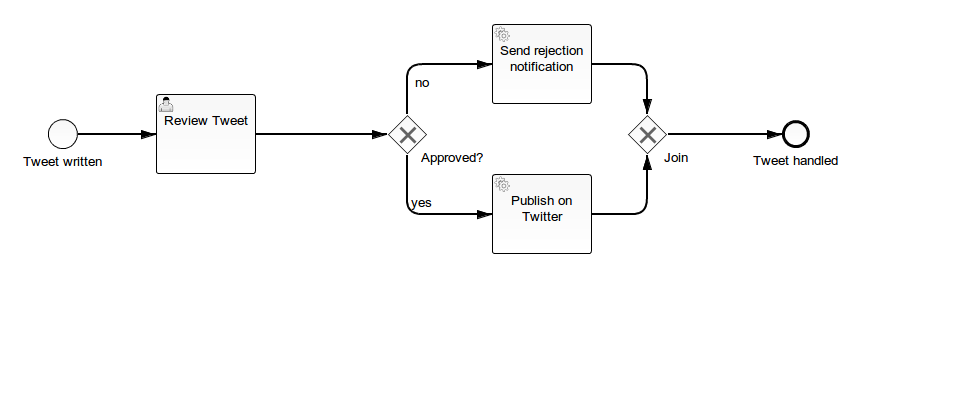 Tweet written
Review Tweet
no
Approved?
yes
Send rejection
notification
Publish on
Twitter
Join
Tweet handled